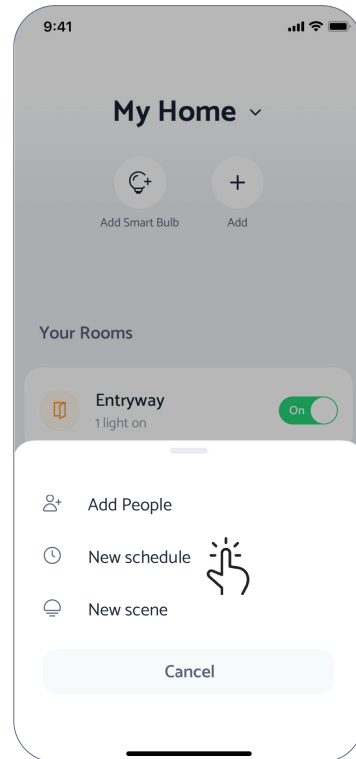 9:41
My Home
Add Smart Bulb
Add
Your Rooms
Entryway
1 light on
On
Add People
New schedule
New scene
Cancel